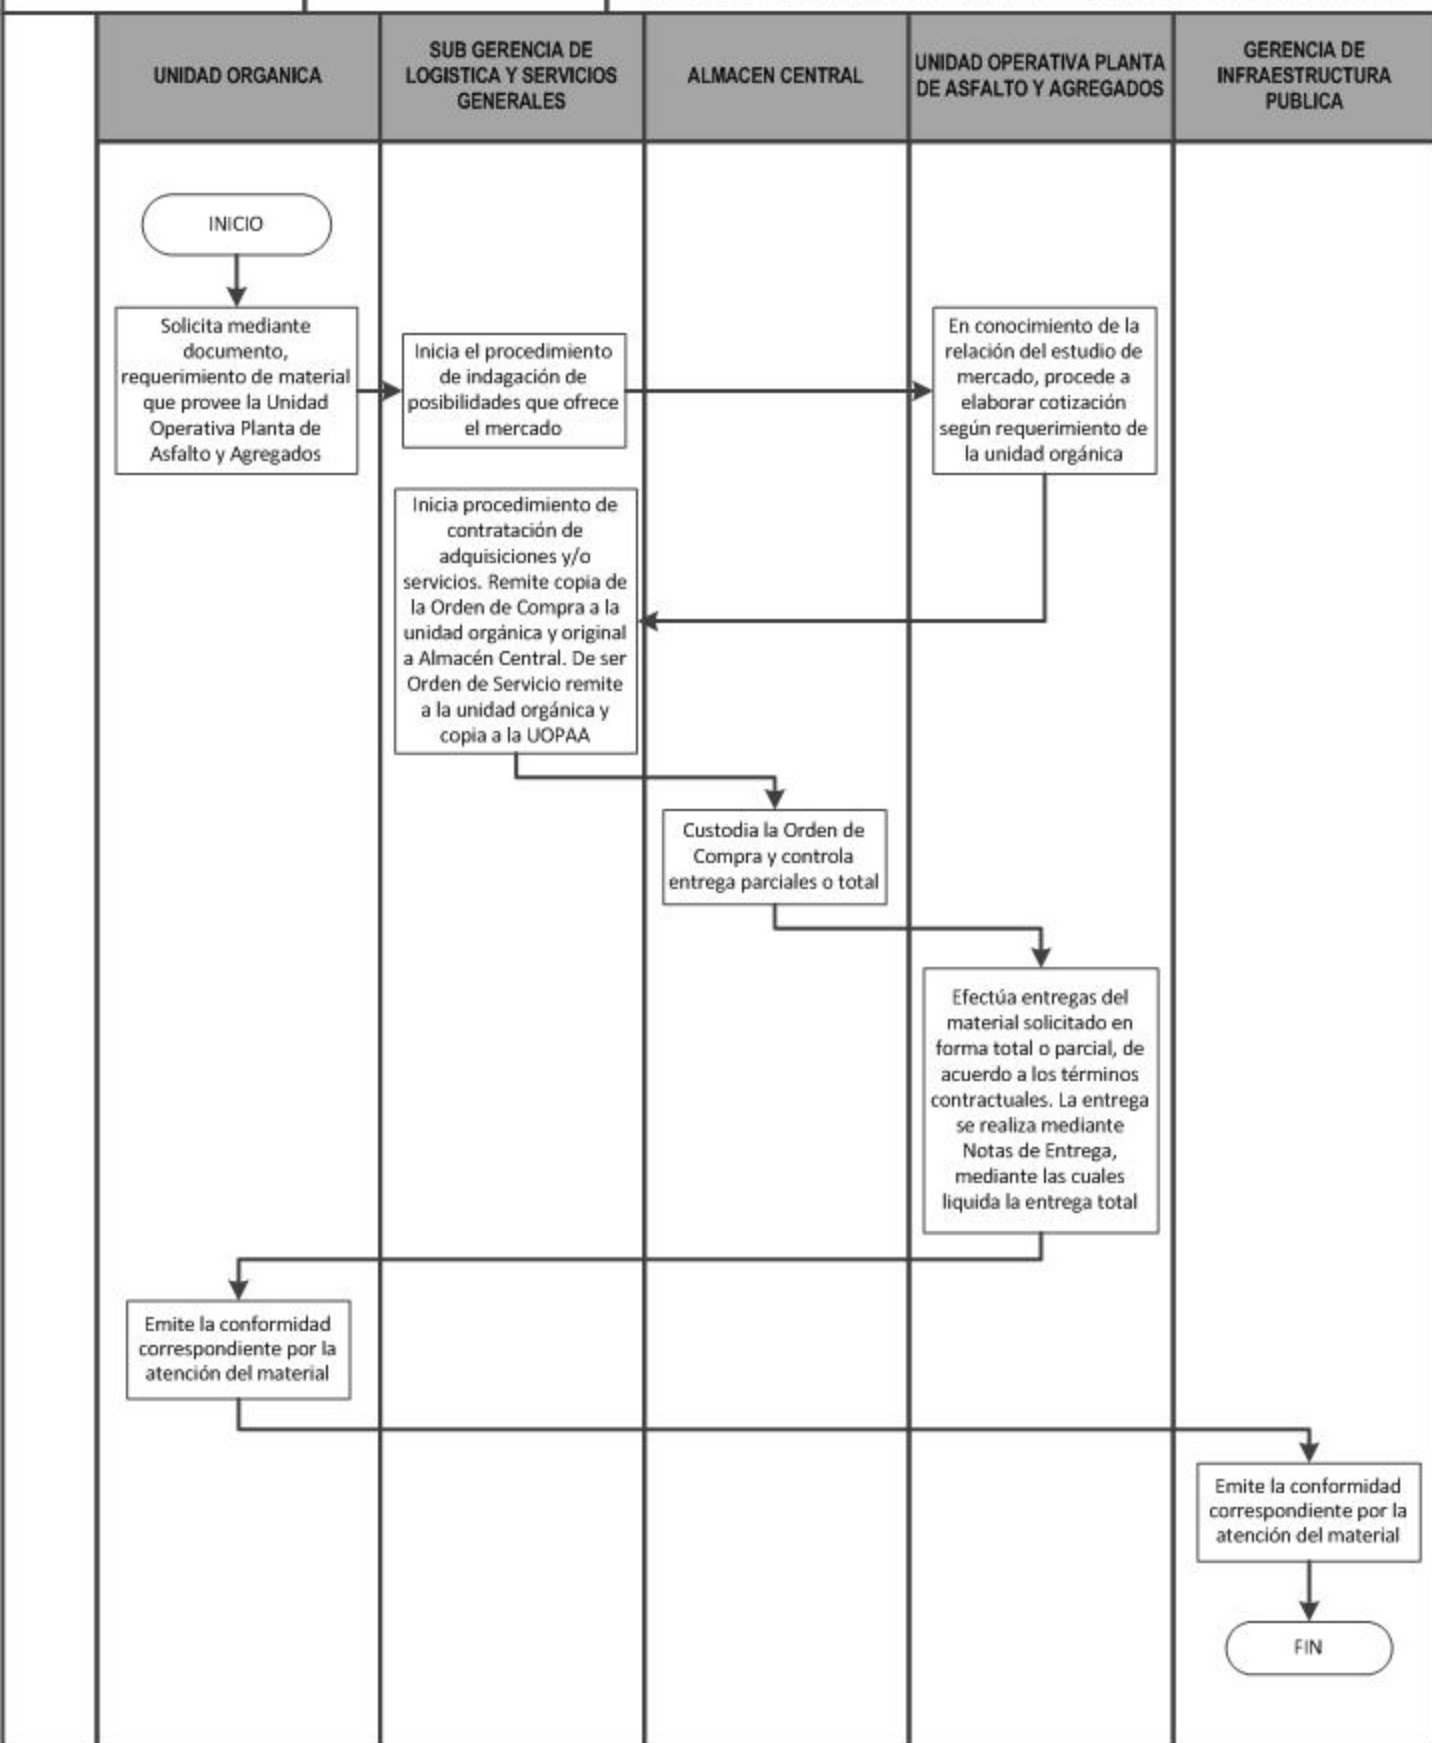 UNIDAD ORGANICA
SUB GERENCIA DE
LOGISTICA Y SERVICIOS
GENERALES
ALMACEN CENTRAL
UNIDAD OPERATIVA PLANTA
DE ASFALTO Y AGREGADOS
GERENCIA DE
INFRAESTRUCTURA
PUBLICA
INICIO
Solicita mediante
documento,
requerimiento de material
que provee la Unidad
Operativa Planta de
Asfalto y Agregados
Inicia el procedimiento
de indagación de
posibilidades que ofrece
el mercado
En conocimiento de la
relación del estudio de
mercado, procede a
elaborar cotización
según requerimiento de
la unidad orgánica
Inicia procedimiento de
contratación de
adquisiciones y/o
servicios. Remite copia de
la Orden de Compra a la
unidad orgánica y original
a Almacén Central. De ser
Orden de Servicio remite
a la unidad orgánica y
copia a la UOPAA
Custodia la Orden de
Compra y controla
entrega parciales o total
Efectúa entregas del
material solicitado en
forma total o parcial, de
acuerdo a los términos
contractuales. La entrega
se realiza mediante
Notas de Entrega,
mediante las cuales
liquida la entrega total
Emite la conformidad
correspondiente por la
atención del material
Emite la conformidad
correspondiente por la
atención del material
FIN